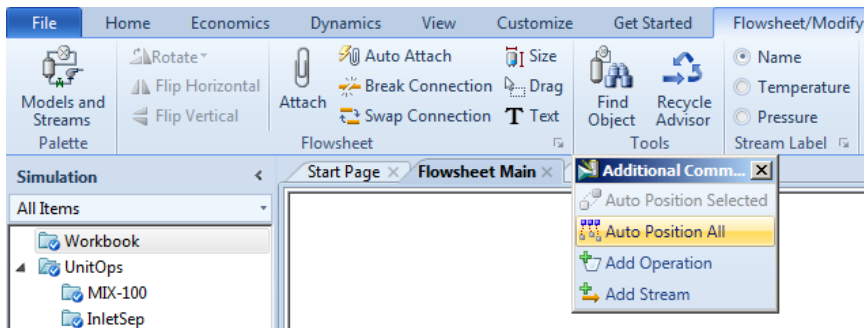 File Home Economics Dynamics View Customize Get Started Flowsheet/Modify
Rotate Auto Attach Size Name
Flip Horizontal Break Connection Drag Temperature
Flip Vertical Swap Connection Text Pressure
Models and Streams Attach Find Object Recycle Advisor
Palette Flowsheet Tools Stream Label
Simulation Start Page Flowsheet Main Additional Comm...
All Items Auto Position Selected
Workbook Auto Position All
UnitOps Add Operation
MIX-100 Add Stream
InletSep